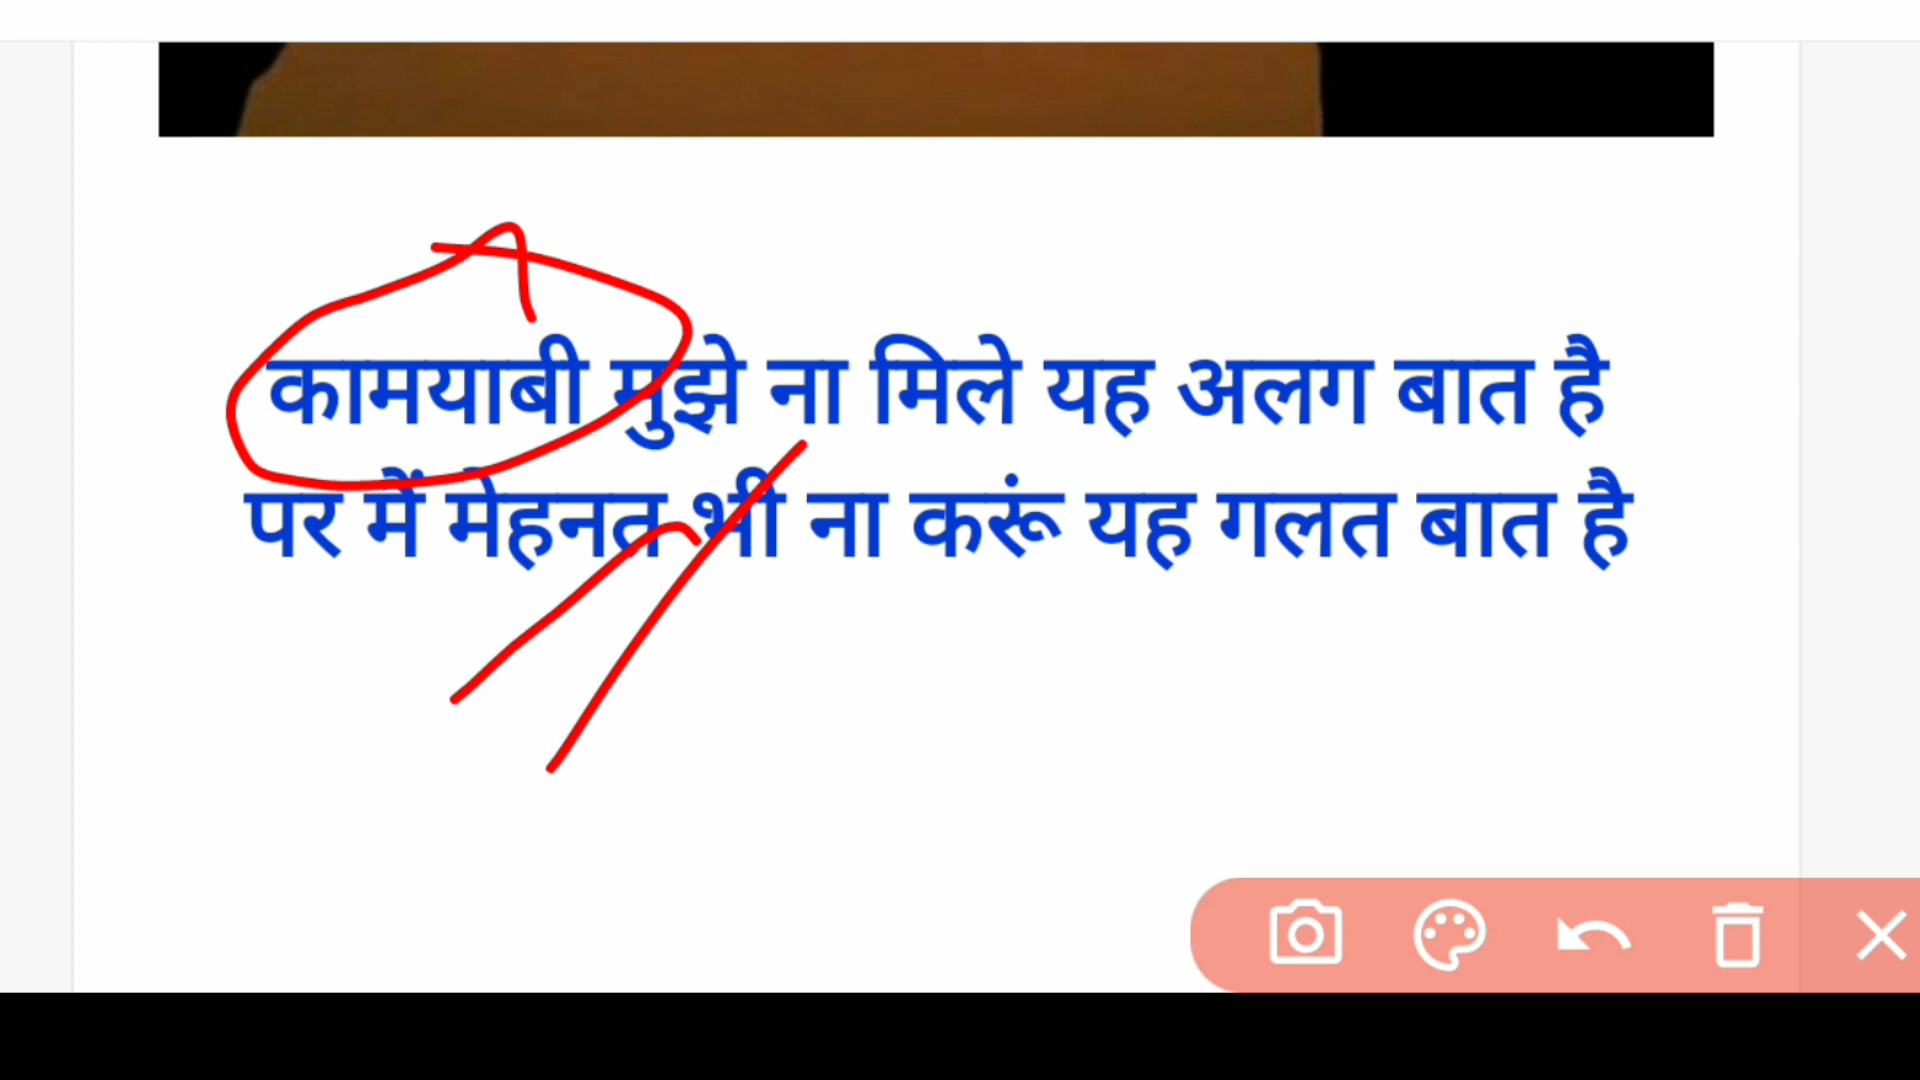 कामयाबी मुझे ना मिले यह अलग बात है
पर मैं मेहनत भी ना करूं यह गलत बात है